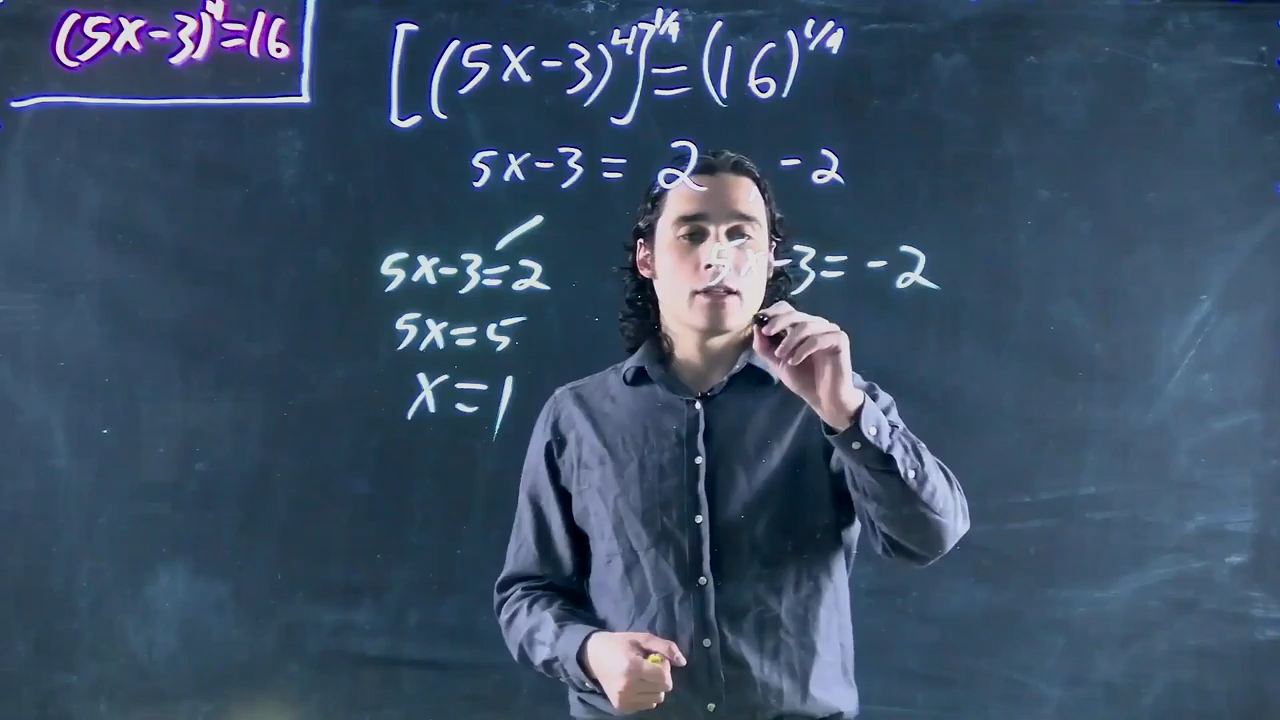 (5x-3)⁴=16
[(5x-3)⁴]^1/4=(16)^1/4
5x-3= 2, -2
5x-3=2
5x-3=-2
5x=5
x=1